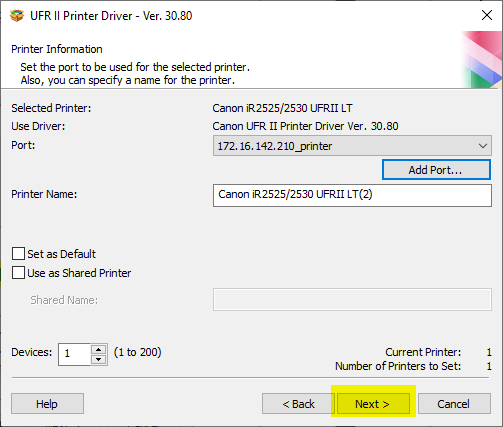 UFR II Printer Driver - Ver. 30.80
Printer Information
Set the port to be used for the selected printer.
Also, you can specify a name for the printer.
Selected Printer: Canon iR2525/2530 UFRII LT
Use Driver: Canon UFR II Printer Driver Ver. 30.80
Port: 172.16.142.210_printer
Add Port...
Printer Name: Canon iR2525/2530 UFRII LT(2)
Set as Default
Use as Shared Printer
Shared Name:
Devices: 1 (1 to 200) Current Printer: 1
Number of Printers to Set: 1
Help < Back Next > Cancel